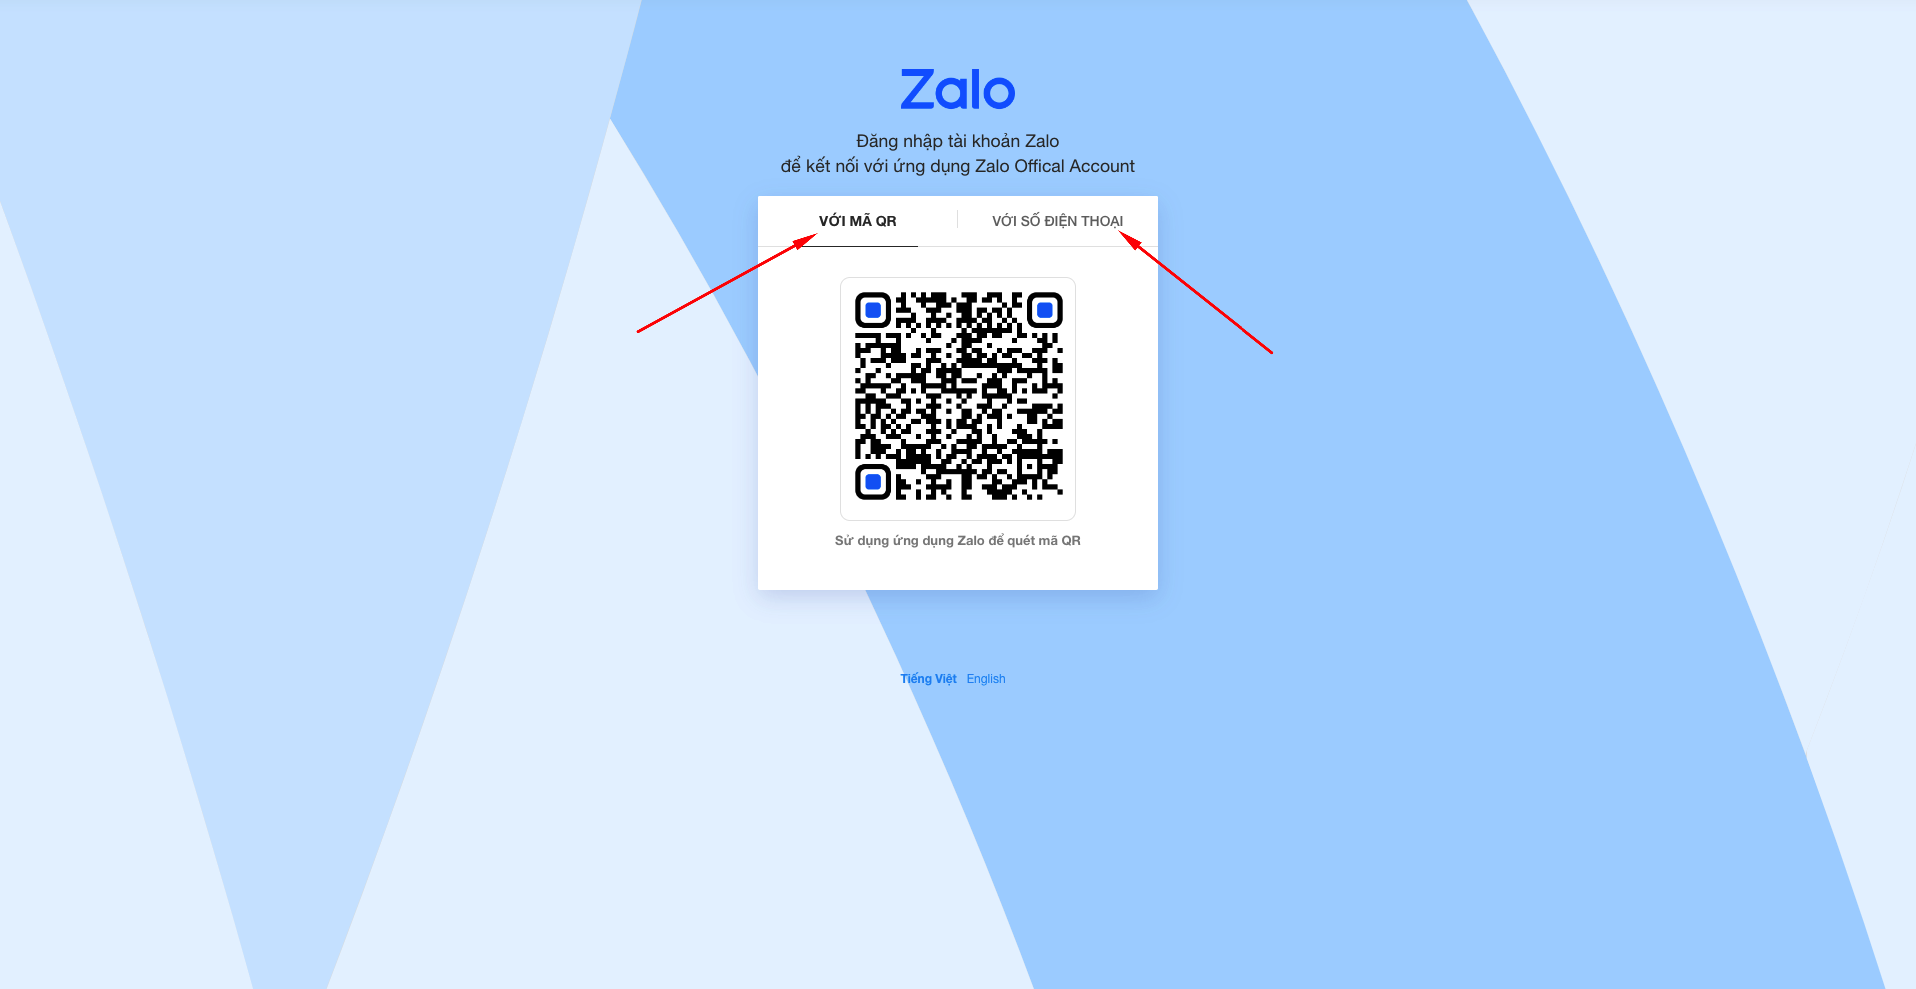 Zalo
Đăng nhập tài khoản Zalo
để kết nối với ứng dụng Zalo Offical Account
VỚI MÃ QR
VỚI SỐ ĐIỆN THOẠI
Sử dụng ứng dụng Zalo để quét mã QR
Tiếng Việt English